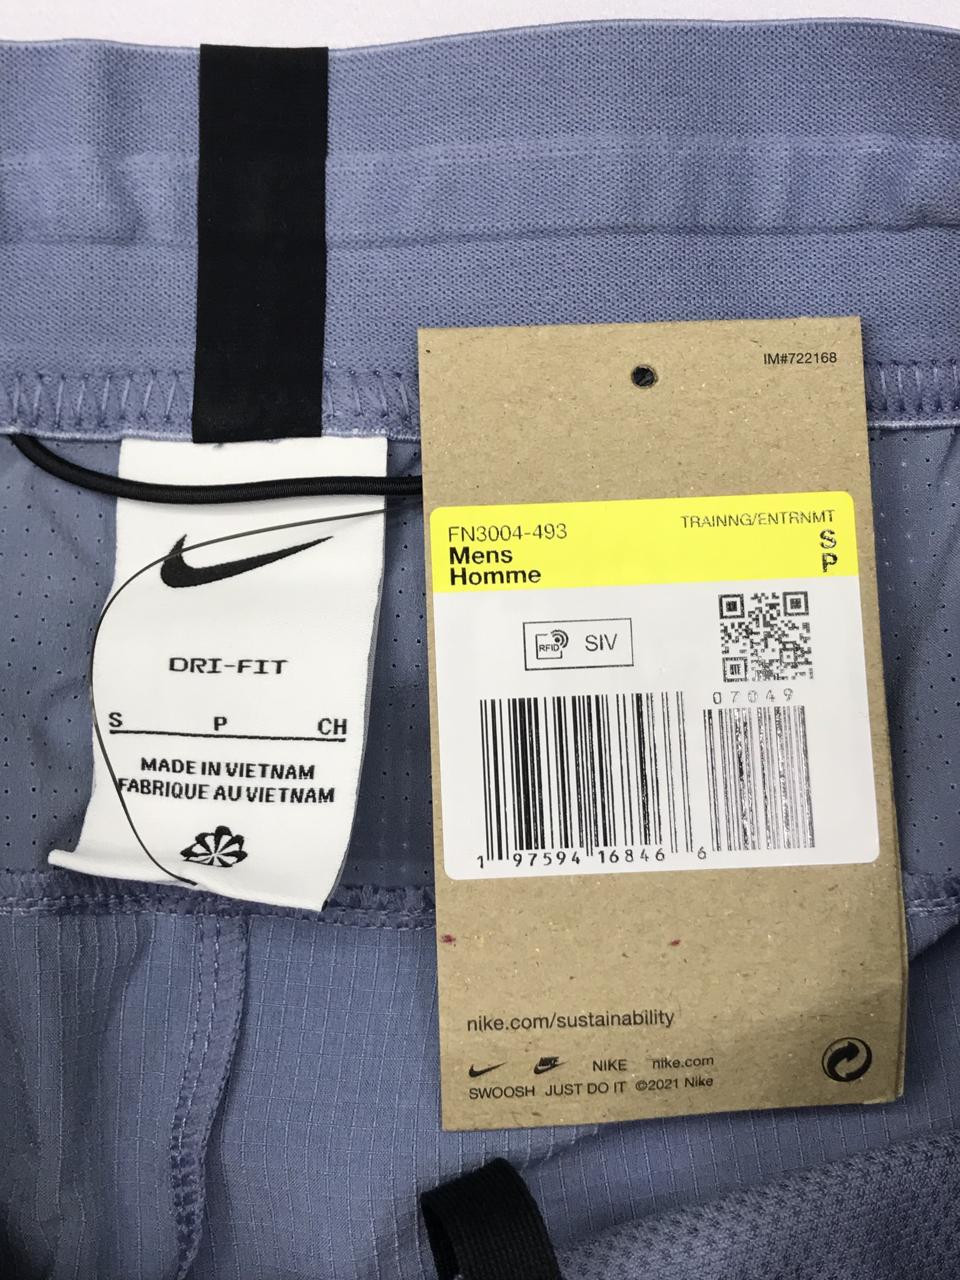 DRI-FIT
S P CH
MADE IN VIETNAM
FABRIQUE AU VIETNAM
IM#722168
FN3004-493
TRAINNG/ENTRNMT
Mens
S
Homme
P
RFID SIV
07049
1 97594 16846 6
nike.com/sustainability
NIKE nike.com
SWOOSH JUST DO IT ©2021 Nike